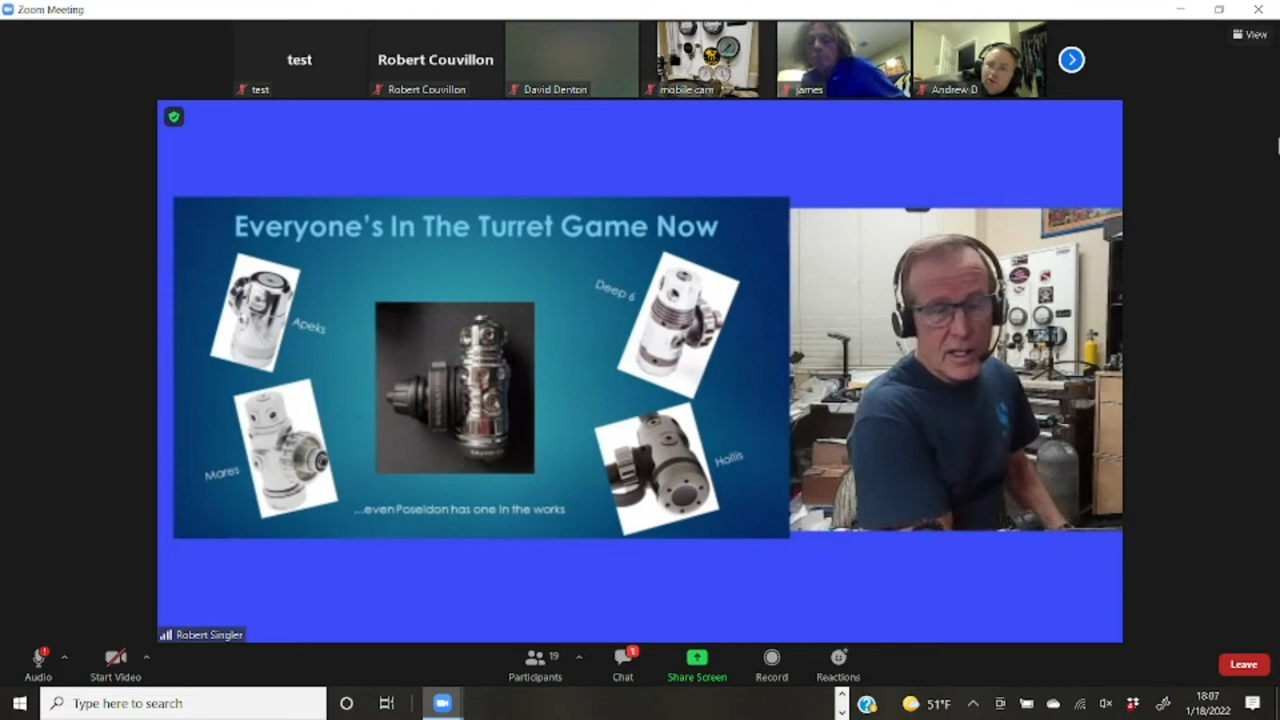 Zoom Meeting
View
test
Robert Couvillon
test
Robert Couvillon
David Denton
mobile cam
james
Andrew D
Everyone's In The Turret Game Now
Apeks
Deep 6
Mares
Hollis
...even Poseidon has one in the works
Robert Singler
Audio
Start Video
19
Participants
1
Chat
Share Screen
Record
Reactions
Leave
Type here to search
51°F
18:07
1/18/2022